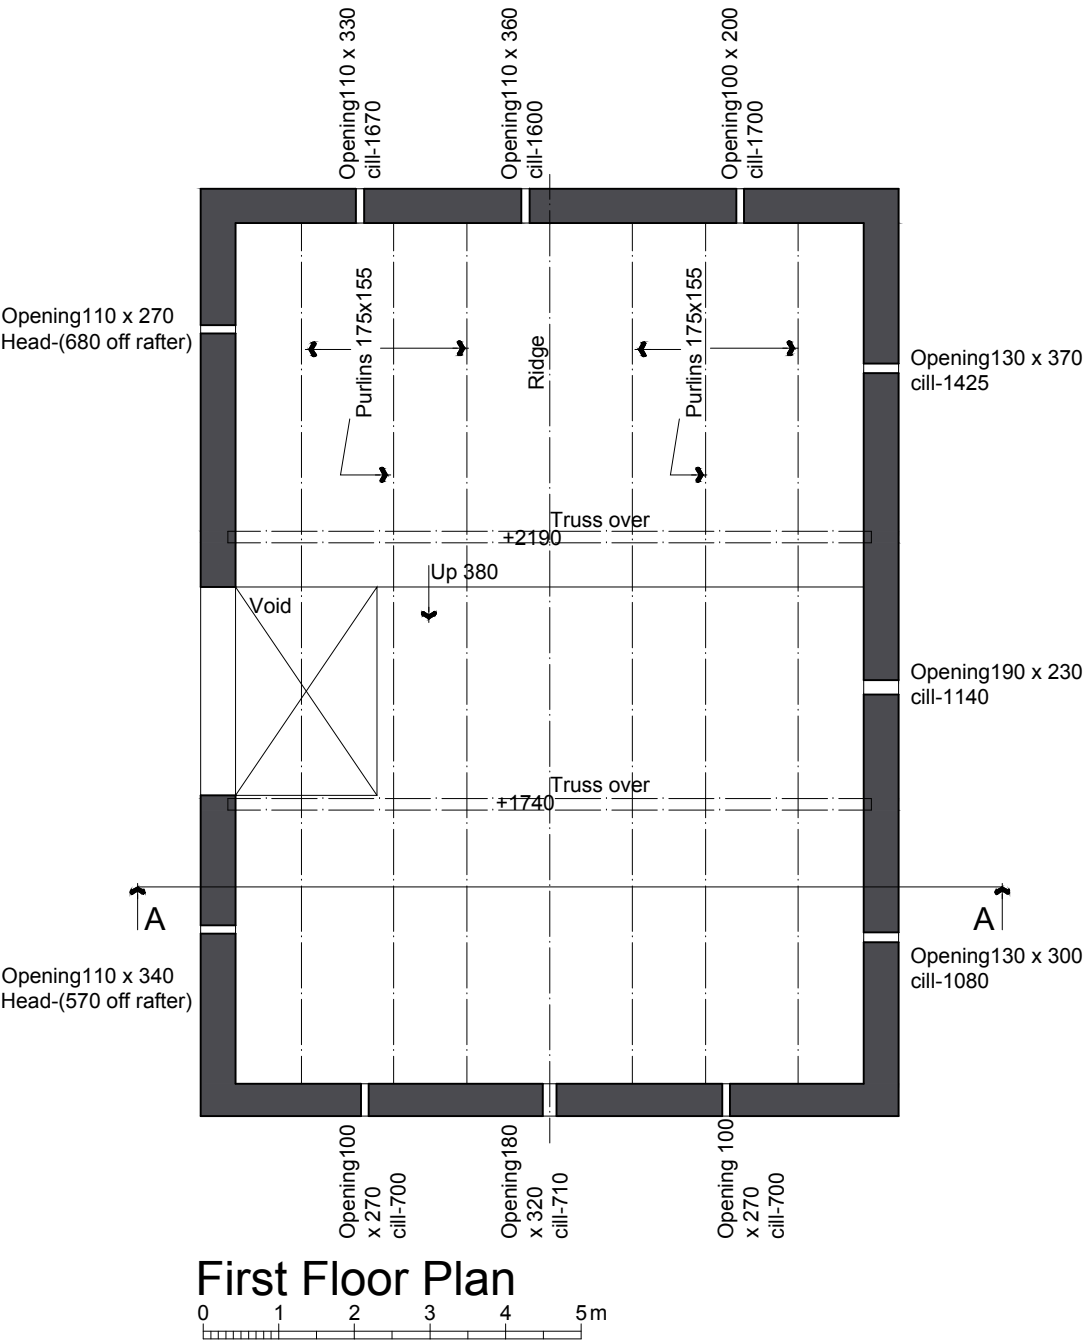 Opening110 x 330
cill-1670
Opening110 x 360
cill-1600
Opening100 x 200
cill-1700
Opening110 x 270
Head-(680 off rafter)
Purlins 175x155
Ridge
Purlins 175x155
Opening130 x 370
cill-1425
Truss over
+2190
Up 380
Void
Opening190 x 230
cill-1140
Truss over
+1740
A
A
Opening110 x 340
Head-(570 off rafter)
Opening130 x 300
cill-1080
Opening100
x 270
cill-700
Opening180
x 320
cill-710
Opening 100
x 270
cill-700
First Floor Plan
0 1 2 3 4 5m